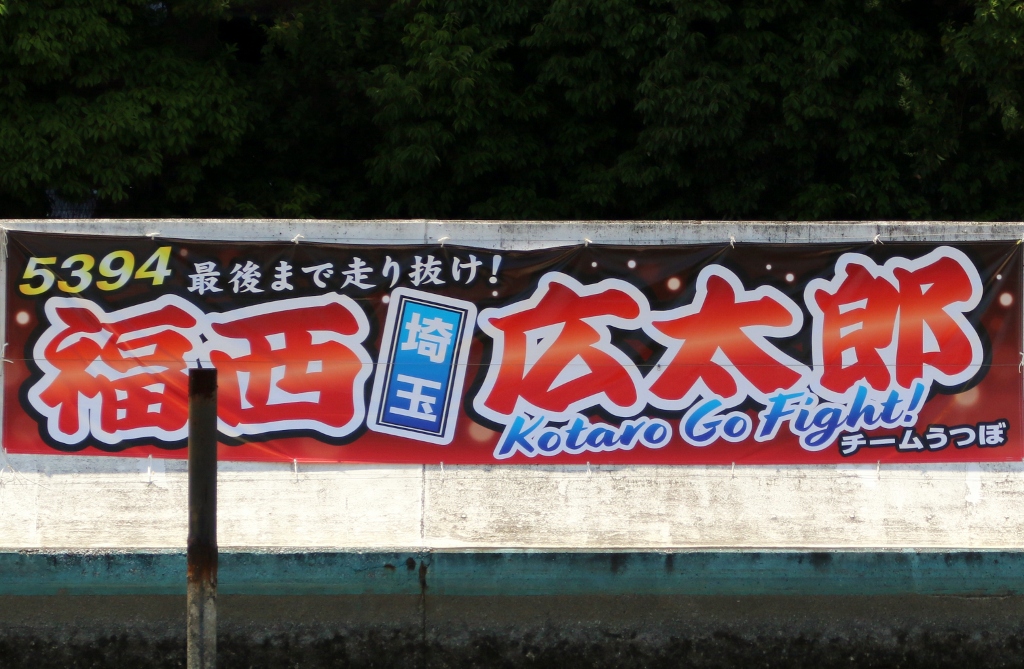 5394 最後まで走り抜け!
福西 埼玉 広太郎
Kotaro Go Fight!
チームうつぼ